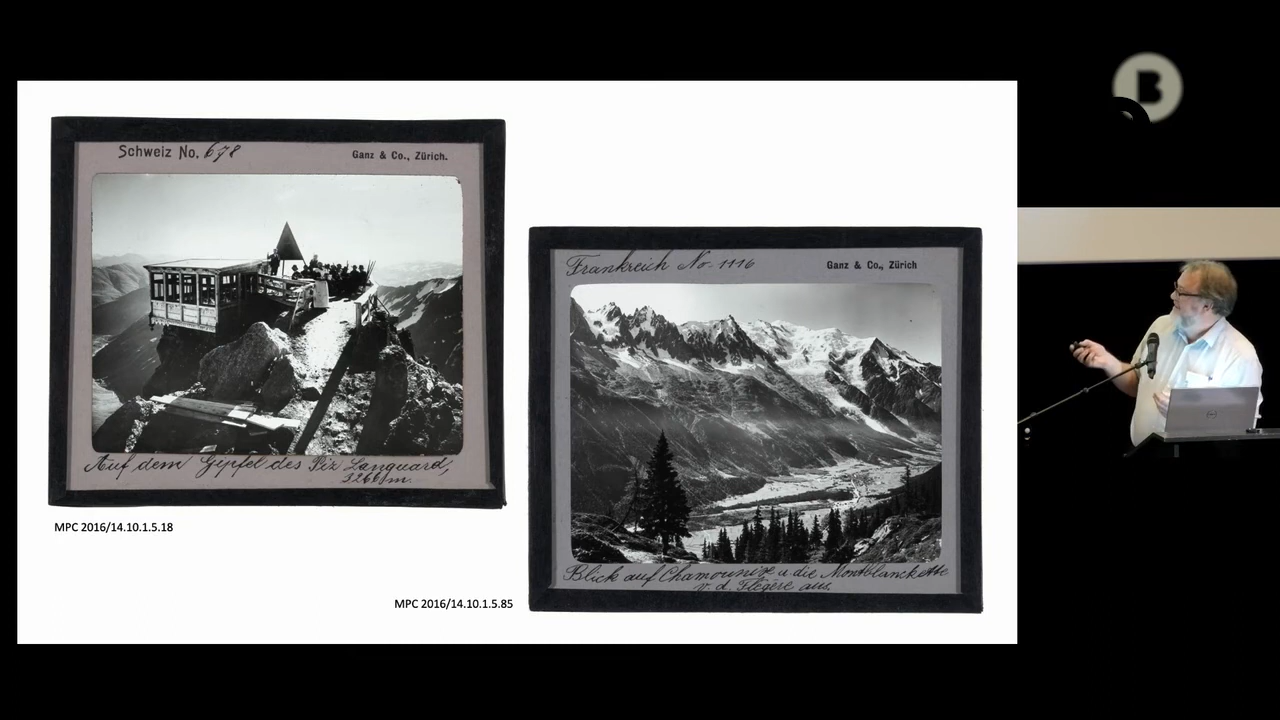 B
Schweiz No. 678
Ganz & Co., Zürich.
Auf dem Gipfel des Piz Languard,
3266 m.
MPC 2016/14.10.1.5.18
Frankreich No. 1116
Ganz & Co., Zürich
Blick auf Chamounix u. die Montblanckette
v. d. Flégère aus.
MPC 2016/14.10.1.5.85
DELL